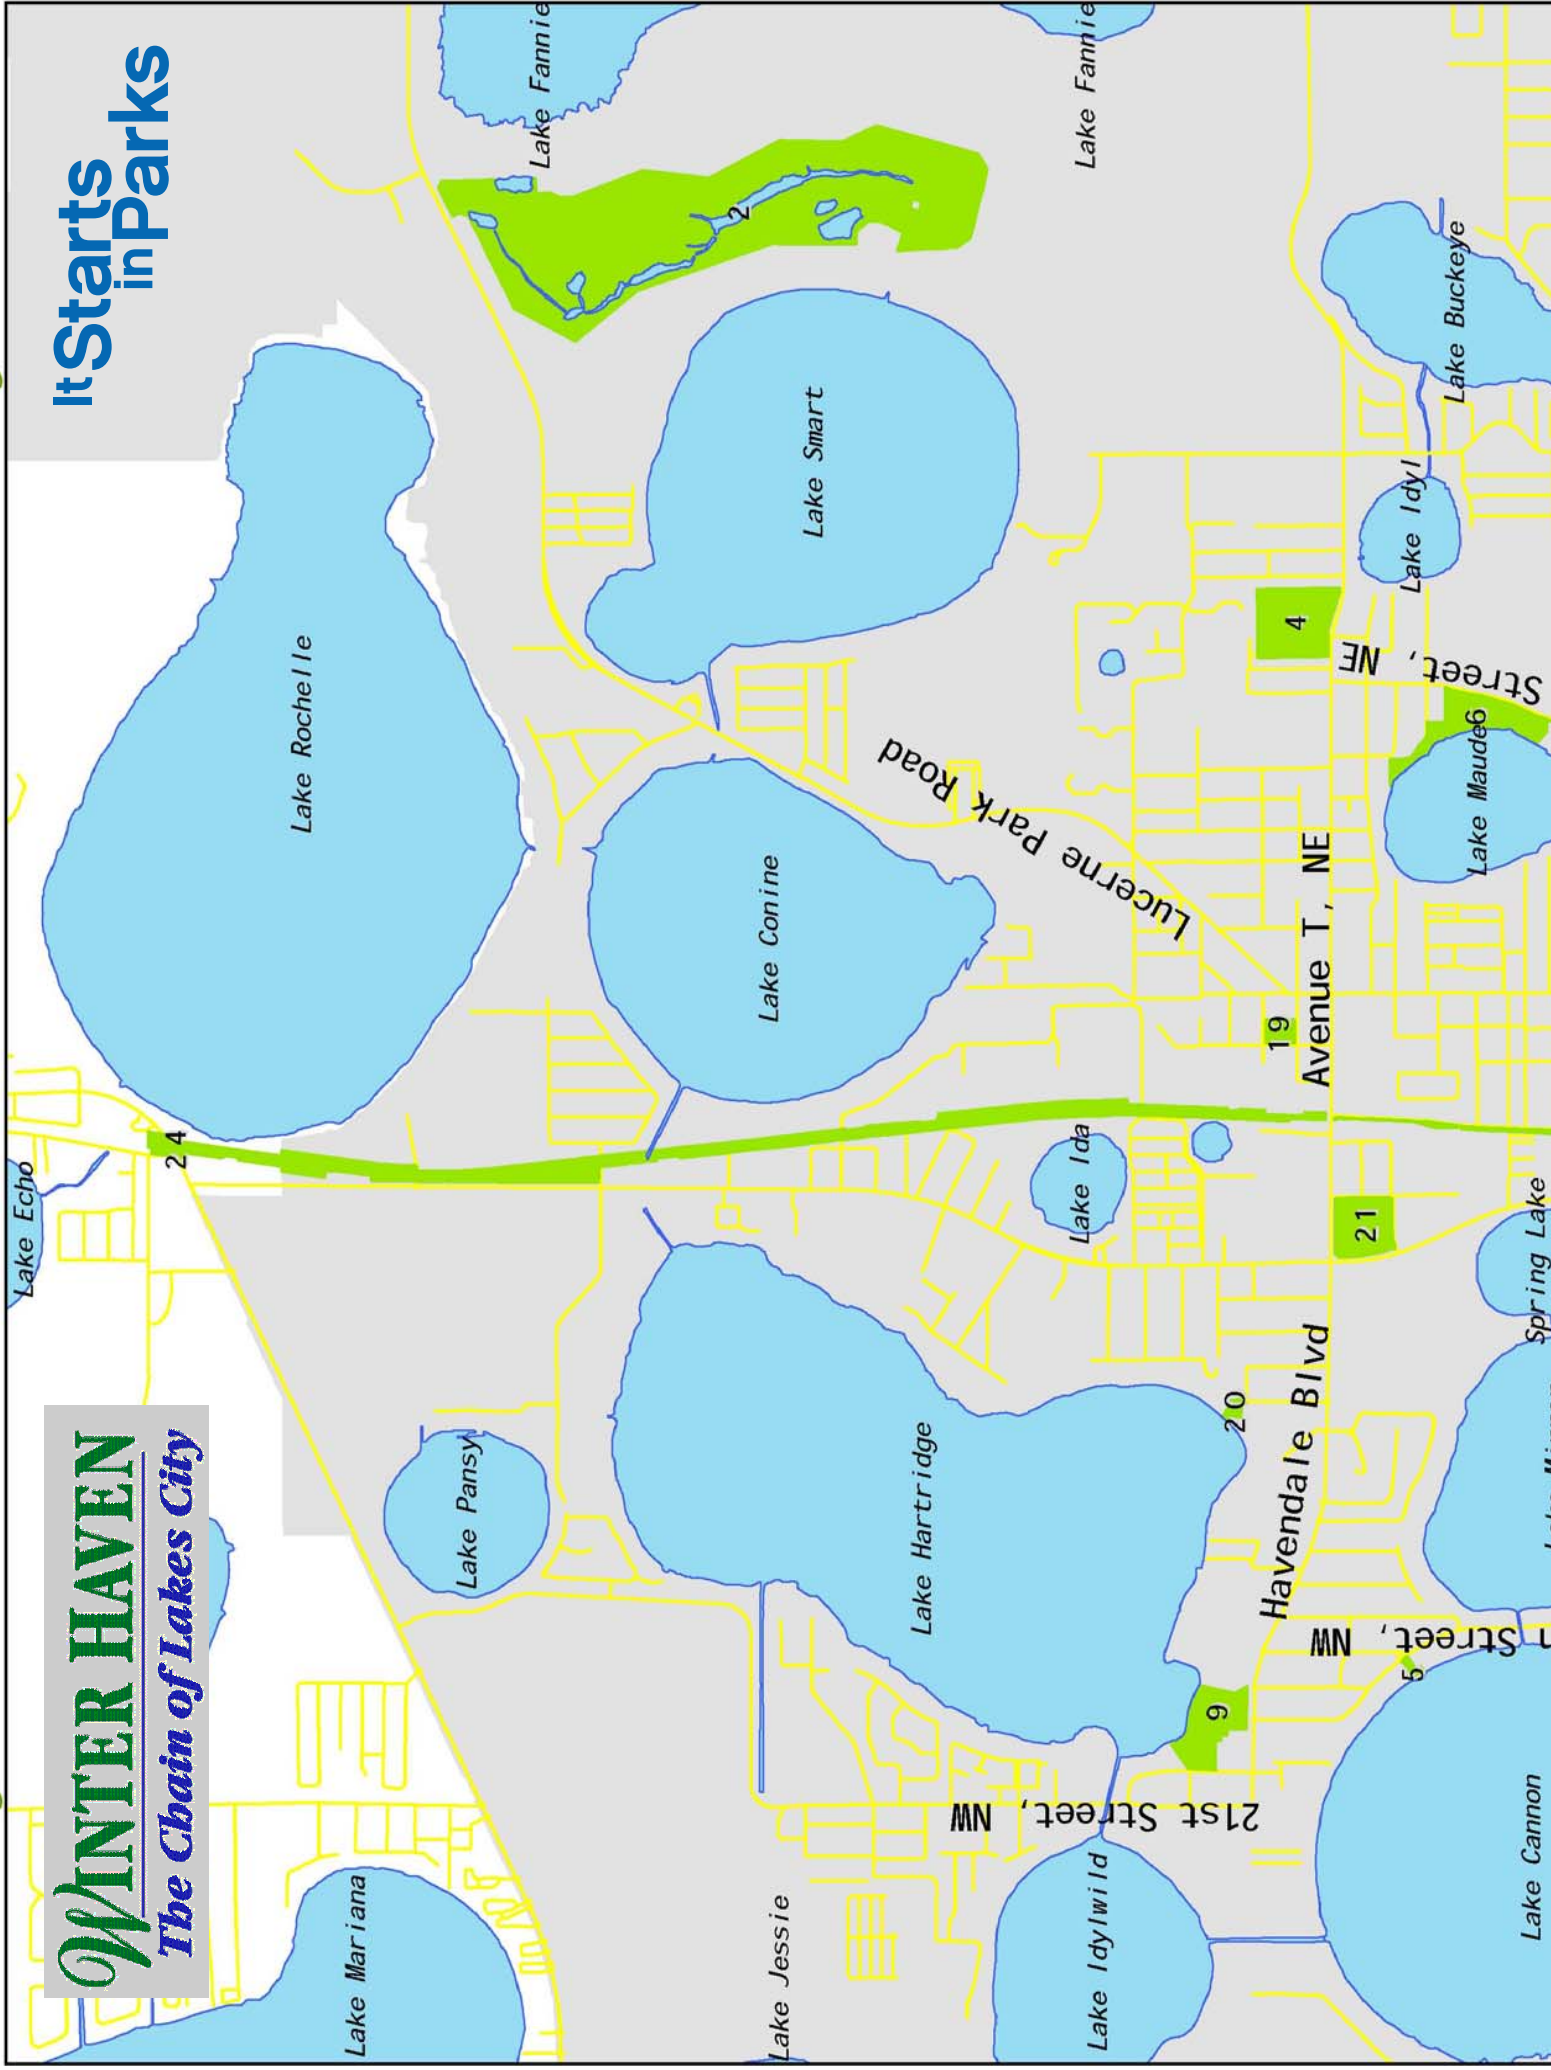 WINTER HAVEN
The Chain of Lakes City
It Starts
in Parks
Lake Echo
24
Lake Rochelle
Lake Mariana
Lake Pansy
Lake Fannie
Lake Conine
Lake Smart
2
Lake Jessie
Lake Hartridge
Lucerne Park Road
21st Street, NW
Lake Idylwild
Lake Ida
Lake Fannie
9
20
19
4
Havendale Blvd
Avenue T, NE
Street, NW
5
21
Street, NE
Lake Idyl
Lake Buckeye
Lake Maude
6
Lake Cannon
Spring Lake